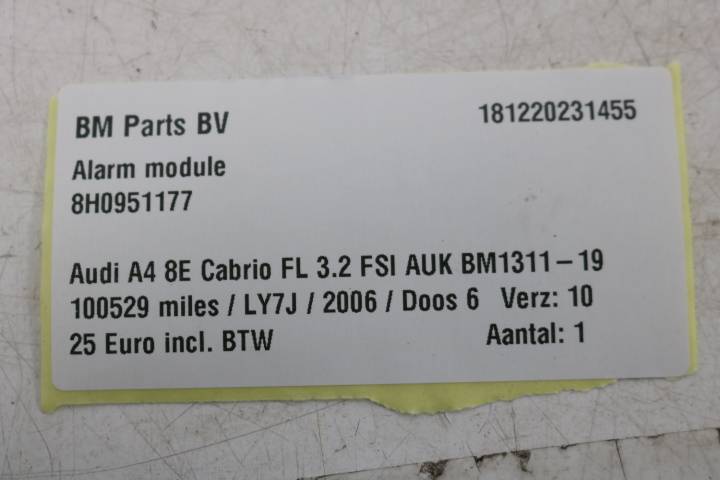 BM Parts BV 181220231455
Alarm module
8H0951177
Audi A4 8E Cabrio FL 3.2 FSI AUK BM1311-19
100529 miles / LY7J / 2006 / Doos 6 Verz: 10
25 Euro incl. BTW Aantal: 1